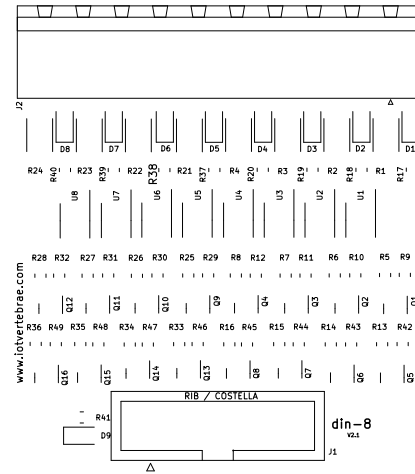 J2
D8 D7 D6 D5 D4 D3 D2 D1
R24 R40 R23 R39 R22 R38 R21 R37 R4 R20 R3 R19 R2 R18 R1 R17
U8 U7 U6 U5 U4 U3 U2 U1
R28 R32 R27 R31 R26 R30 R25 R29 R8 R12 R7 R11 R6 R10 R5 R9
www.iotvertebrae.com
Q12 Q11 Q10 Q9 Q4 Q3 Q2 Q1
R36 R49 R35 R48 R34 R47 R33 R46 R16 R45 R15 R44 R14 R43 R13 R42
Q16 Q15 Q14 Q13 Q8 Q7 Q6 Q5
RIB / COSTELLA
R41
din-8
D9
V2.1
J1